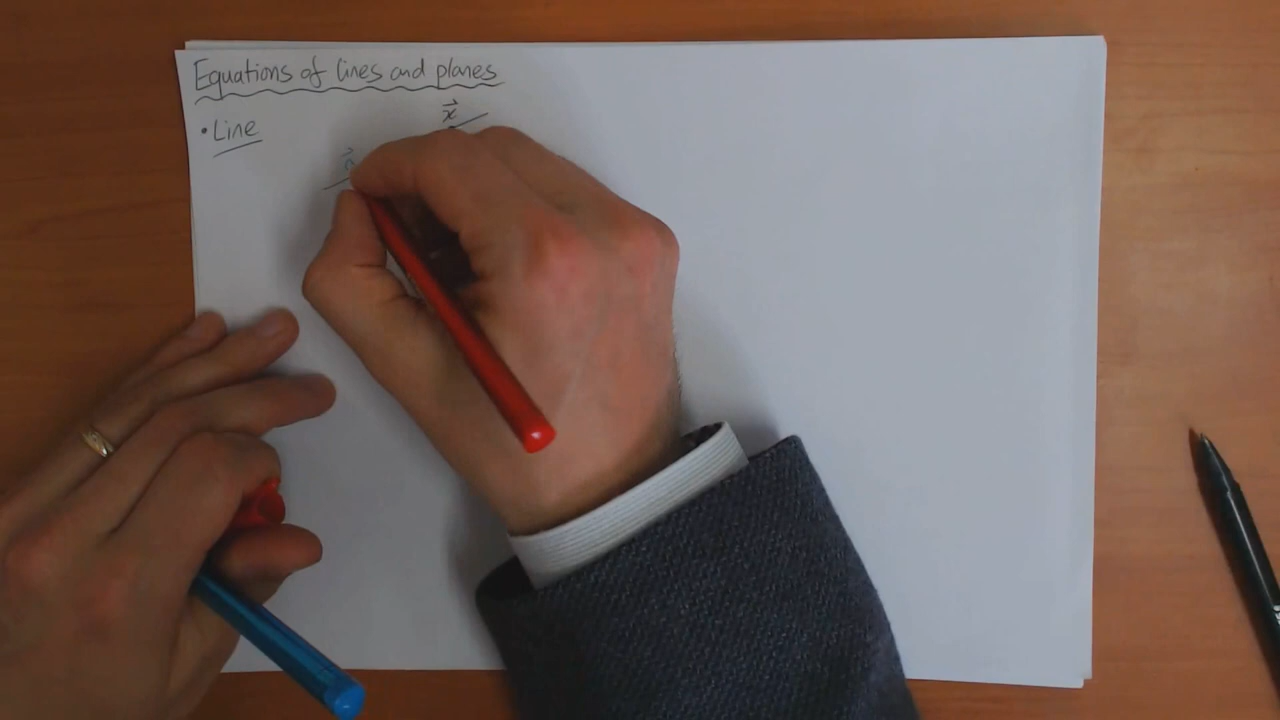 Equations of lines and planes
• Line
x⃗